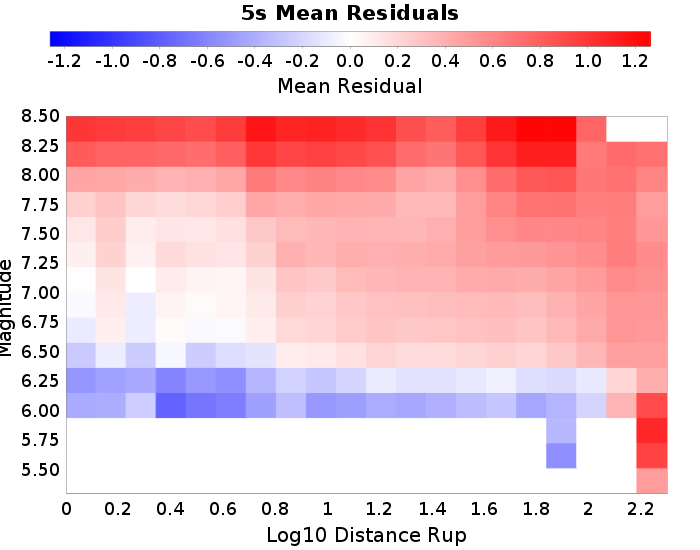 5s Mean Residuals
-1.2 -1.0 -0.8 -0.6 -0.4 -0.2 0.0 0.2 0.4 0.6 0.8 1.0 1.2
Mean Residual
8.50
8.25
8.00
7.75
7.50
7.25
7.00
6.75
6.50
6.25
6.00
5.75
5.50
Magnitude
0 0.2 0.4 0.6 0.8 1 1.2 1.4 1.6 1.8 2 2.2
Log10 Distance Rup